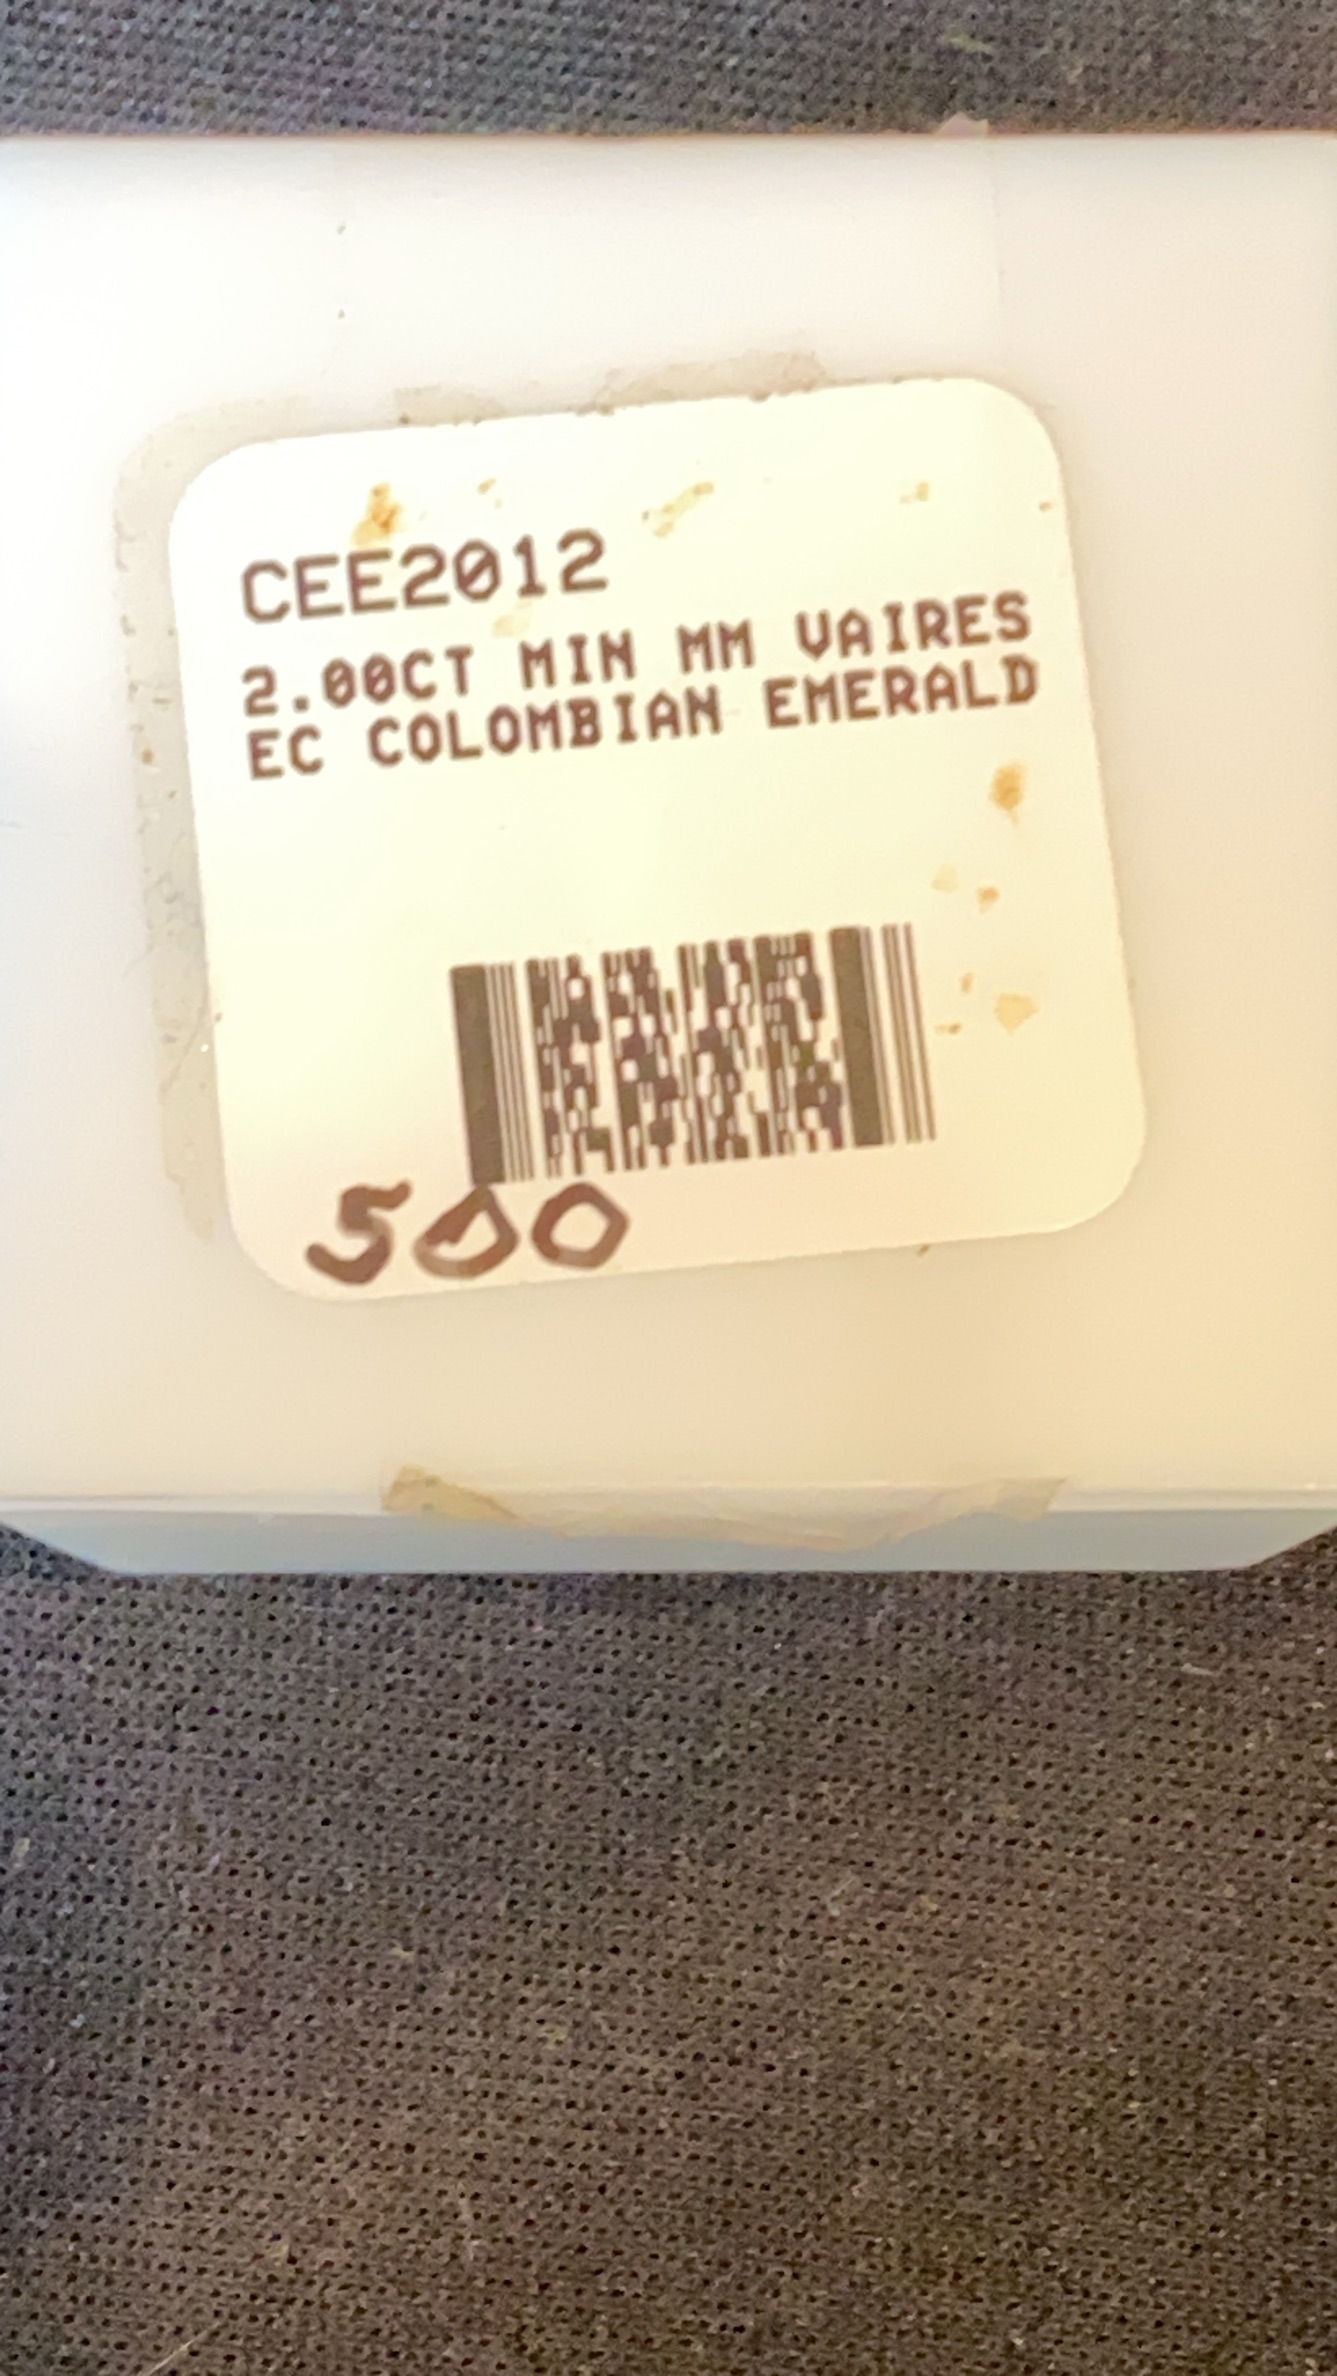 CEE2012
2.00CT MIN MM VAIRES
EC COLOMBIAN EMERALD
500